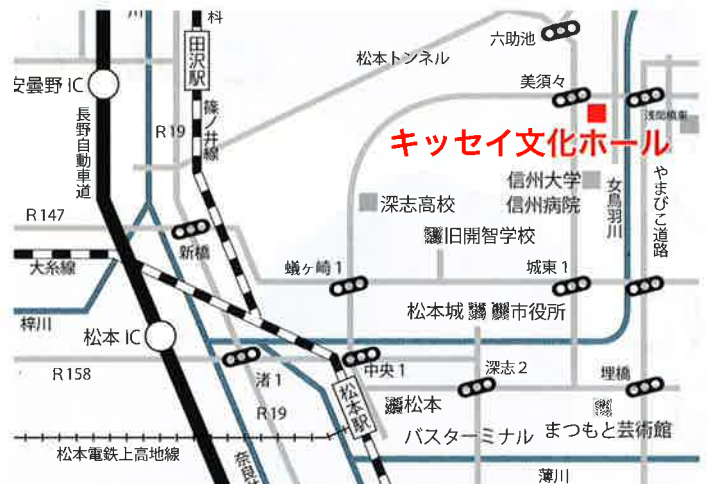 科
六助池
田沢駅
松本トンネル
美須々
安曇野IC
篠ノ井線
長野自動車道
R19
キッセイ文化ホール
やまびこ道路
信州大学
信州病院
女鳥羽川
深志高校
R147
旧開智学校
新橋
大糸線
蟻ヶ崎1
城東1
松本城
市役所
梓川
松本IC
中央1
深志2
R158
渚1
埋橋
松本駅
R19
松本
バスターミナル
まつもと芸術館
松本電鉄上高地線
薄川